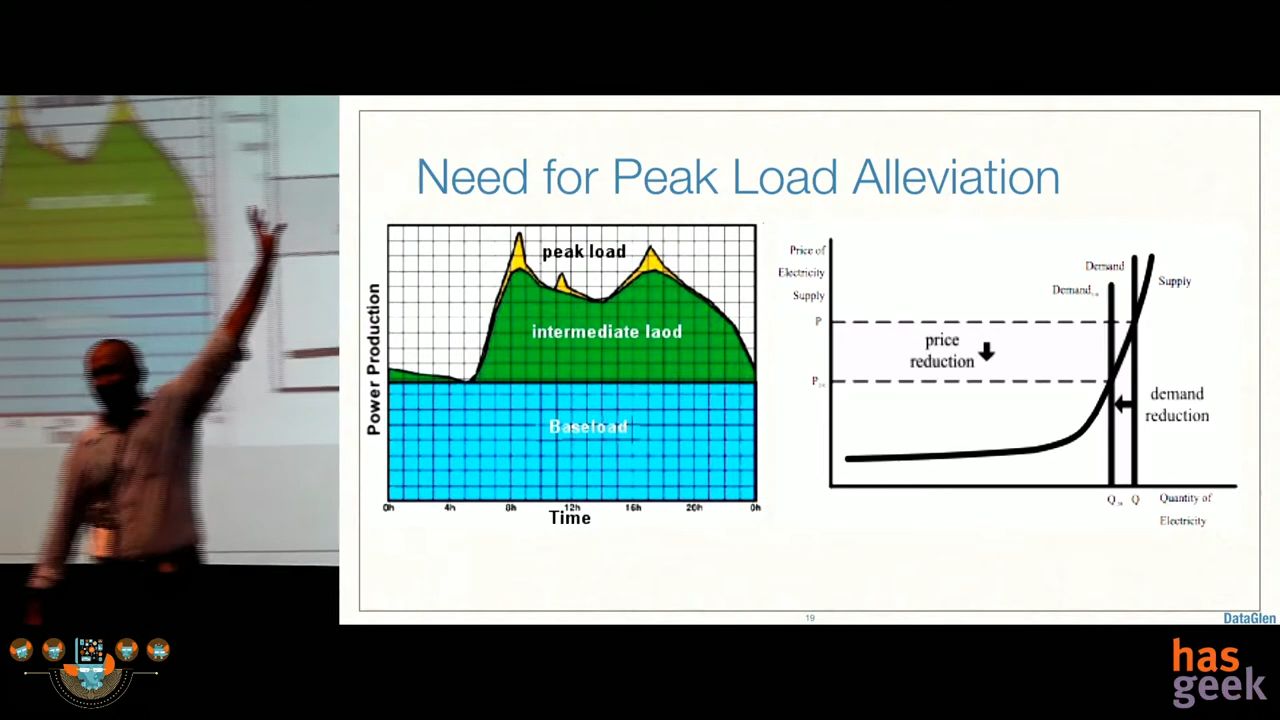 Need for Peak Load Alleviation
Power Production
peak load
intermediate laod
Baseload
0h 4h 8h 12h 16h 20h 0h
Time
Price of
Electricity
Supply
Demand
Demand
Supply
P
price
reduction
P
demand
reduction
Q Q
Quantity of
Electricity
19
DataGlen
has
geek